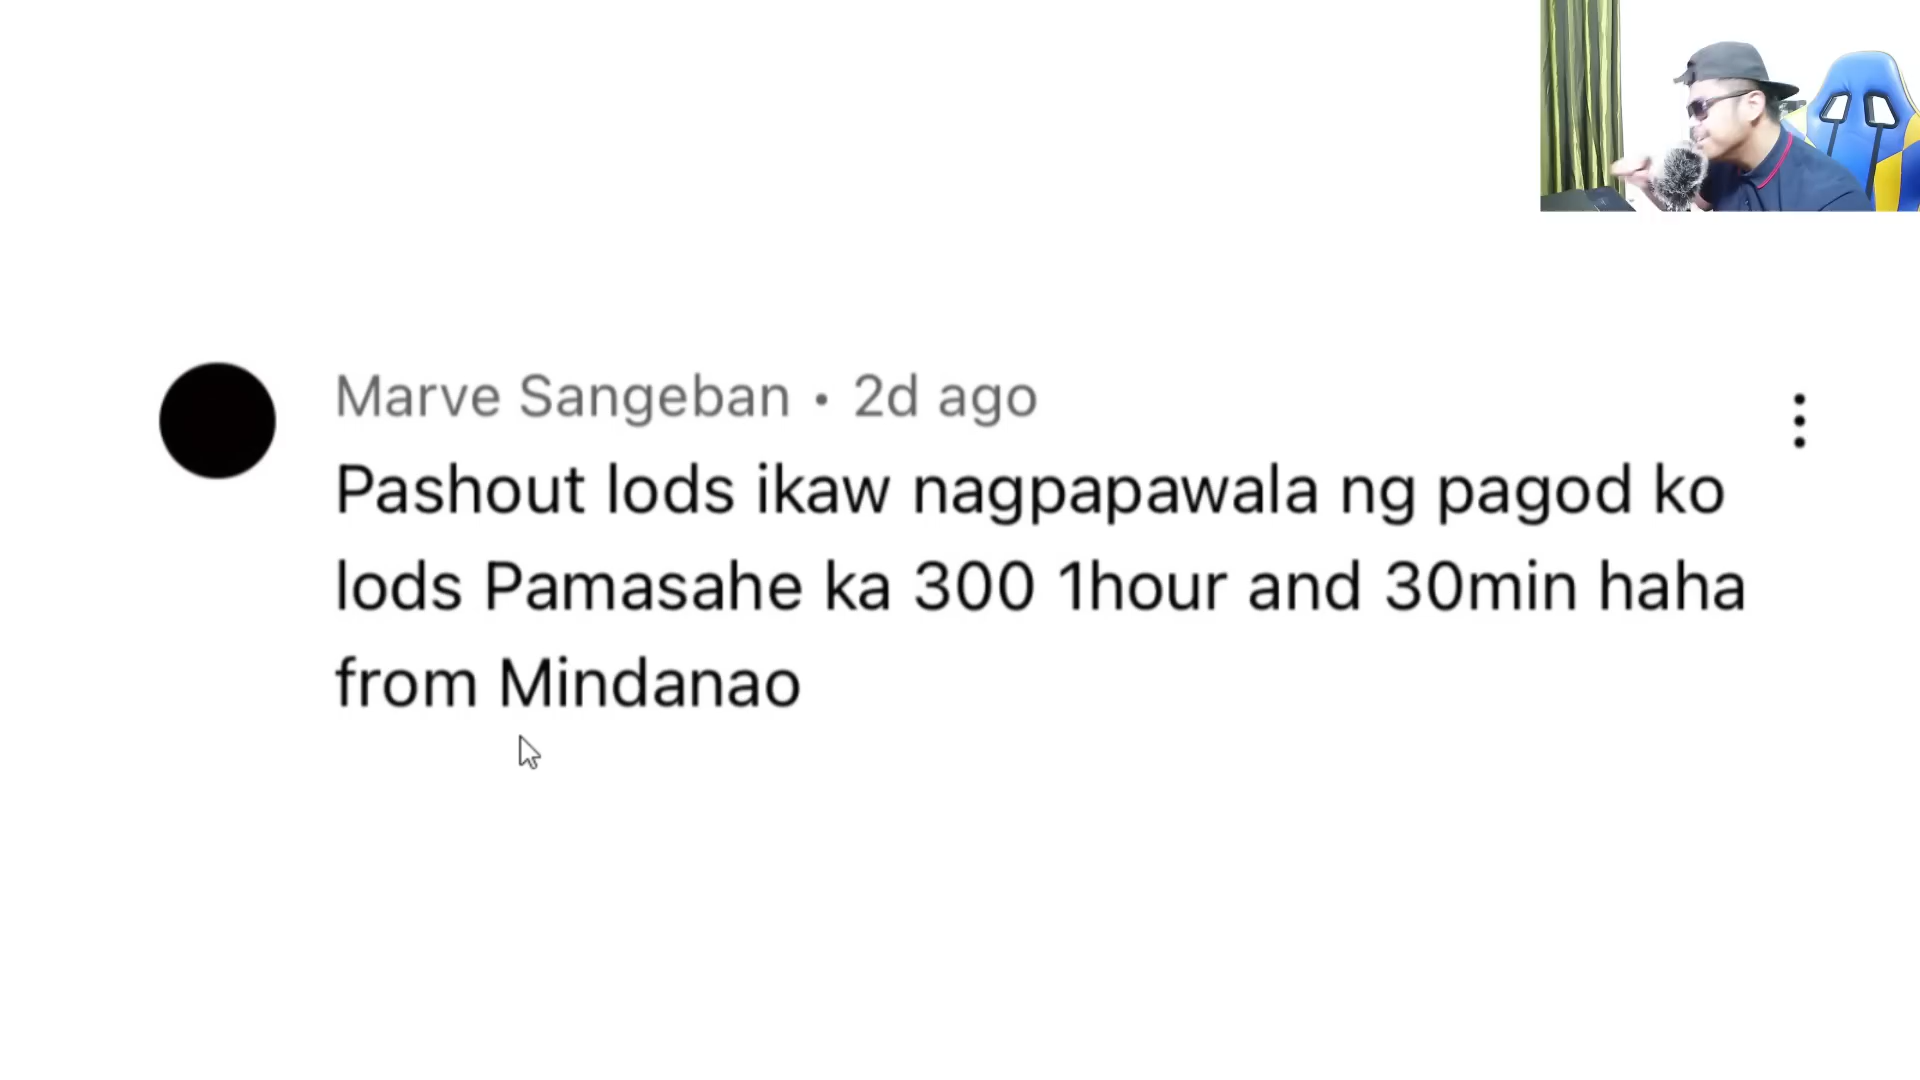 Marve Sangeban • 2d ago
Pashout lods ikaw nagpapawala ng pagod ko
lods Pamasahe ka 300 1hour and 30min haha
from Mindanao